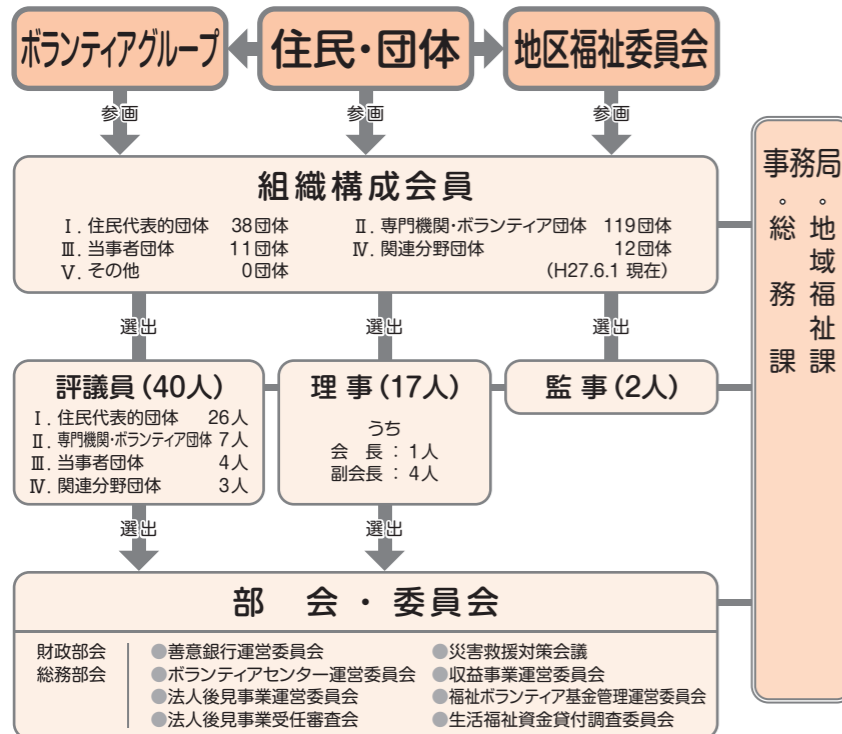 ボランティアグループ
住民・団体
地区福祉委員会
参画
参画
参画
組織構成会員
Ⅰ．住民代表的団体 38団体 Ⅱ．専門機関・ボランティア団体 119団体
Ⅲ．当事者団体 11団体 Ⅳ．関連分野団体 12団体
Ⅴ．その他 0団体 (H27.6.1 現在)
選出
選出
選出
評議員(40人)
Ⅰ．住民代表的団体 26人
Ⅱ．専門機関・ボランティア団体 7人
Ⅲ．当事者団体 4人
Ⅳ．関連分野団体 3人
理事(17人)
うち
会長：1人
副会長：4人
監事(2人)
選出
選出
部会・委員会
財政部会
総務部会
●善意銀行運営委員会
●ボランティアセンター運営委員会
●法人後見事業運営委員会
●法人後見事業受任審査会
●災害救援対策会議
●収益事業運営委員会
●福祉ボランティア基金管理運営委員会
●生活福祉資金貸付調査委員会
事務局
。地域福祉課
。総務課